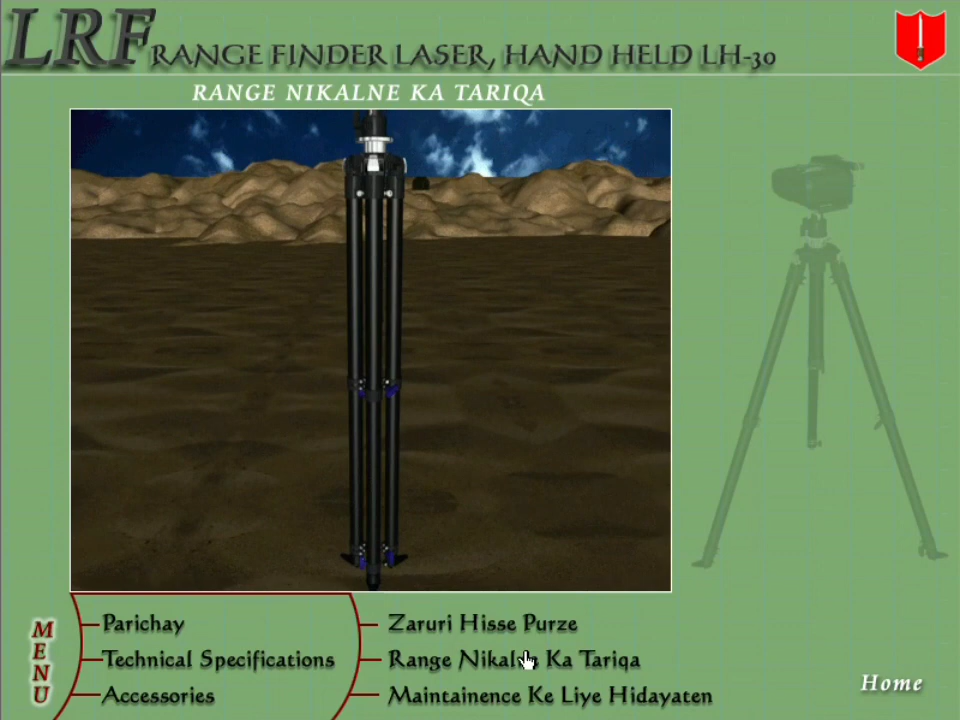 LRF RANGE FINDER LASER, HAND HELD LH-30
RANGE NIKALNE KA TARIQA
MENU
Parichay
Technical Specifications
Accessories
Zaruri Hisse Purze
Range Nikalne Ka Tariqa
Maintainence Ke Liye Hidayaten
Home